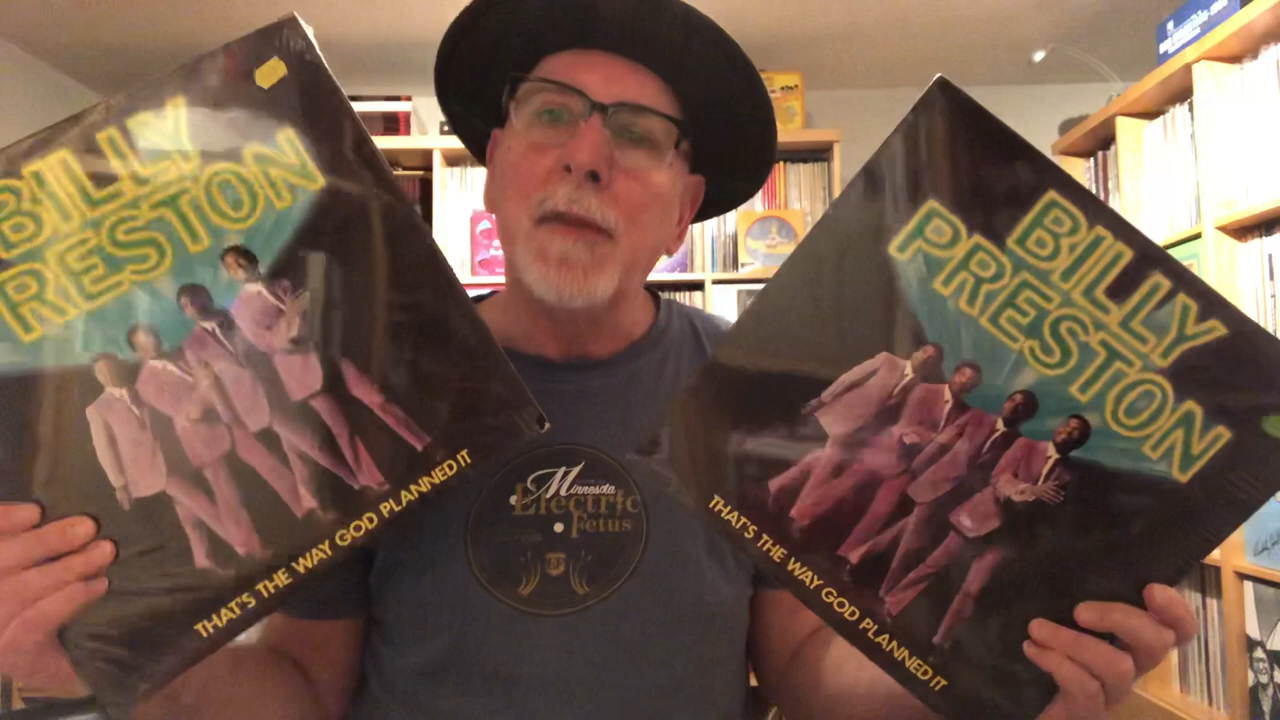 BILLY
PRESTON
THAT'S THE WAY GOD PLANNED IT
Minnesota
Electric
Fetus
EF
BILLY
PRESTON
THAT'S THE WAY GOD PLANNED IT